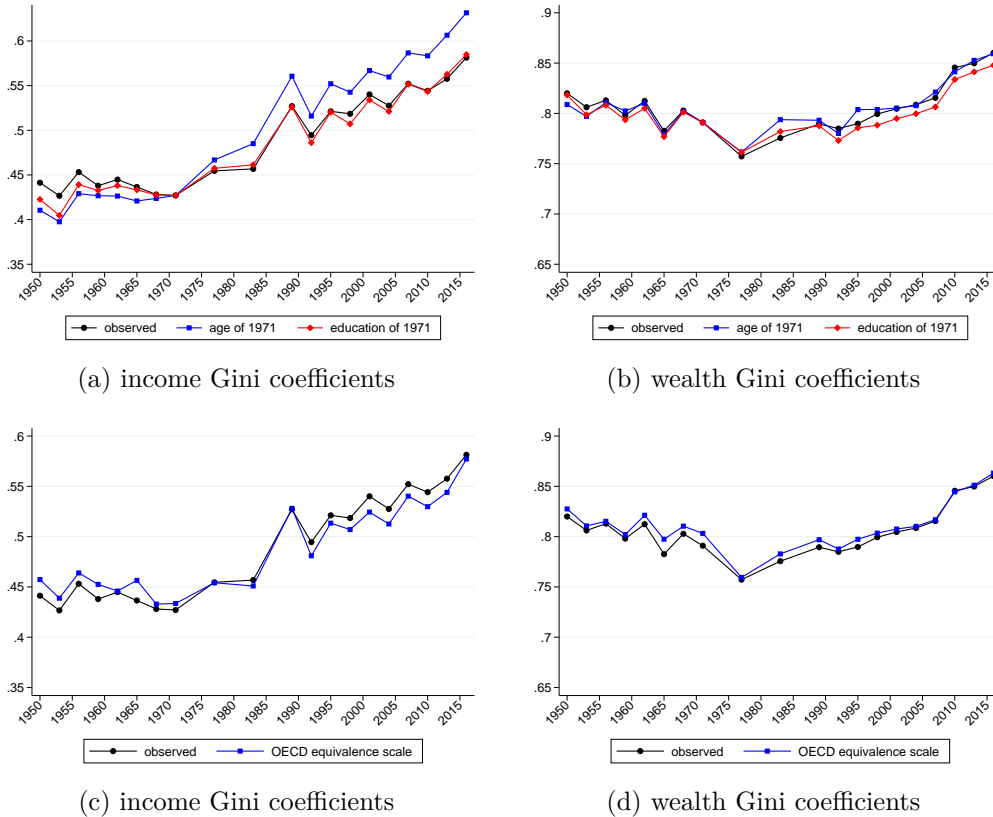 .6
.55
.5
.45
.4
.35
1950 1955 1960 1965 1970 1975 1980 1985 1990 1995 2000 2005 2010 2015
observed age of 1971 education of 1971
(a) income Gini coefficients
.9
.85
.8
.75
.7
.65
1950 1955 1960 1965 1970 1975 1980 1985 1990 1995 2000 2005 2010 2015
observed age of 1971 education of 1971
(b) wealth Gini coefficients
.6
.55
.5
.45
.4
.35
1950 1955 1960 1965 1970 1975 1980 1985 1990 1995 2000 2005 2010 2015
observed OECD equivalence scale
(c) income Gini coefficients
.9
.85
.8
.75
.7
.65
1950 1955 1960 1965 1970 1975 1980 1985 1990 1995 2000 2005 2010 2015
observed OECD equivalence scale
(d) wealth Gini coefficients